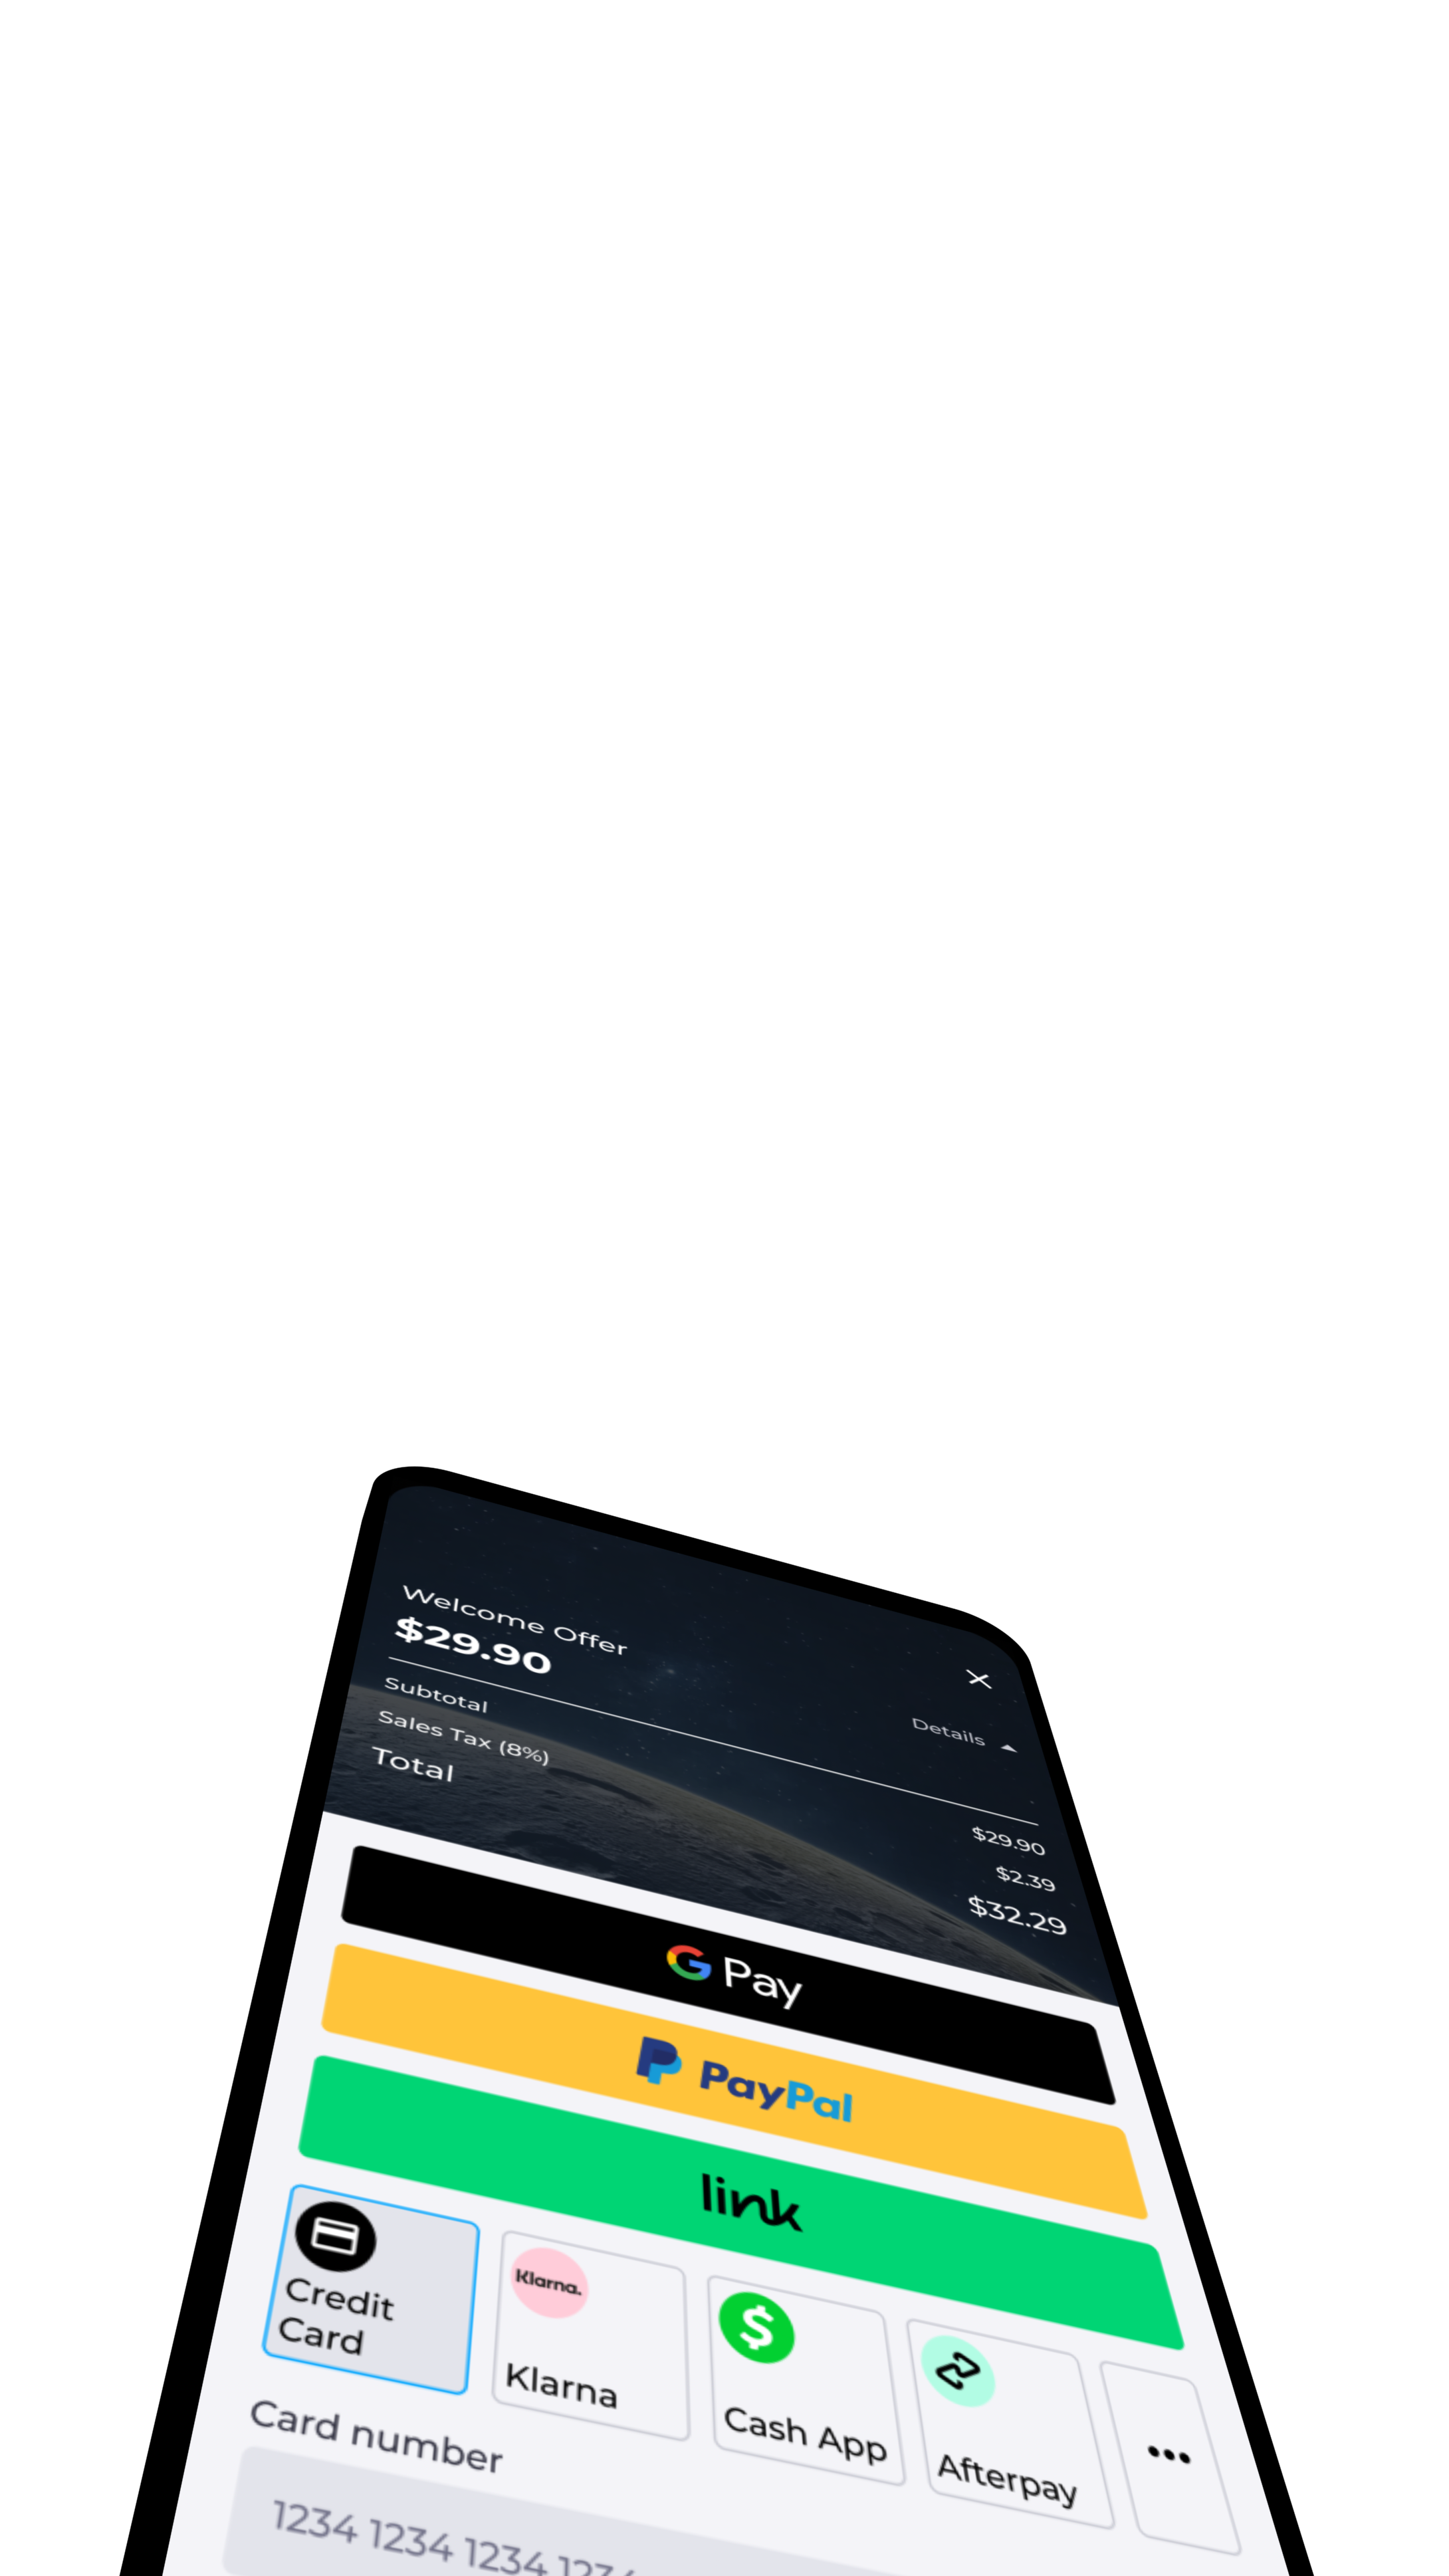 Welcome Offer
$29.90
Details
Subtotal $29.90
Sales Tax (8%) $2.39
Total $32.29
G Pay
PayPal
link
Credit
Card
Klarna.
Klarna
Cash App
Afterpay
Card number
1234 1234 1234 1234